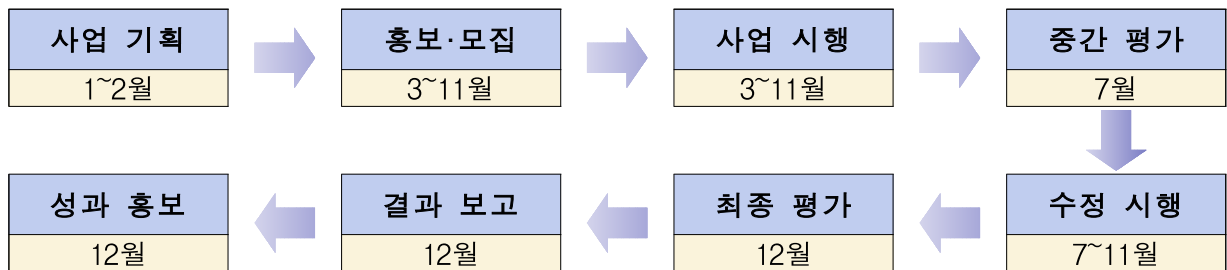 사업 기획
1~2월
홍보·모집
3~11월
사업 시행
3~11월
중간 평가
7월
수정 시행
7~11월
최종 평가
12월
결과 보고
12월
성과 홍보
12월